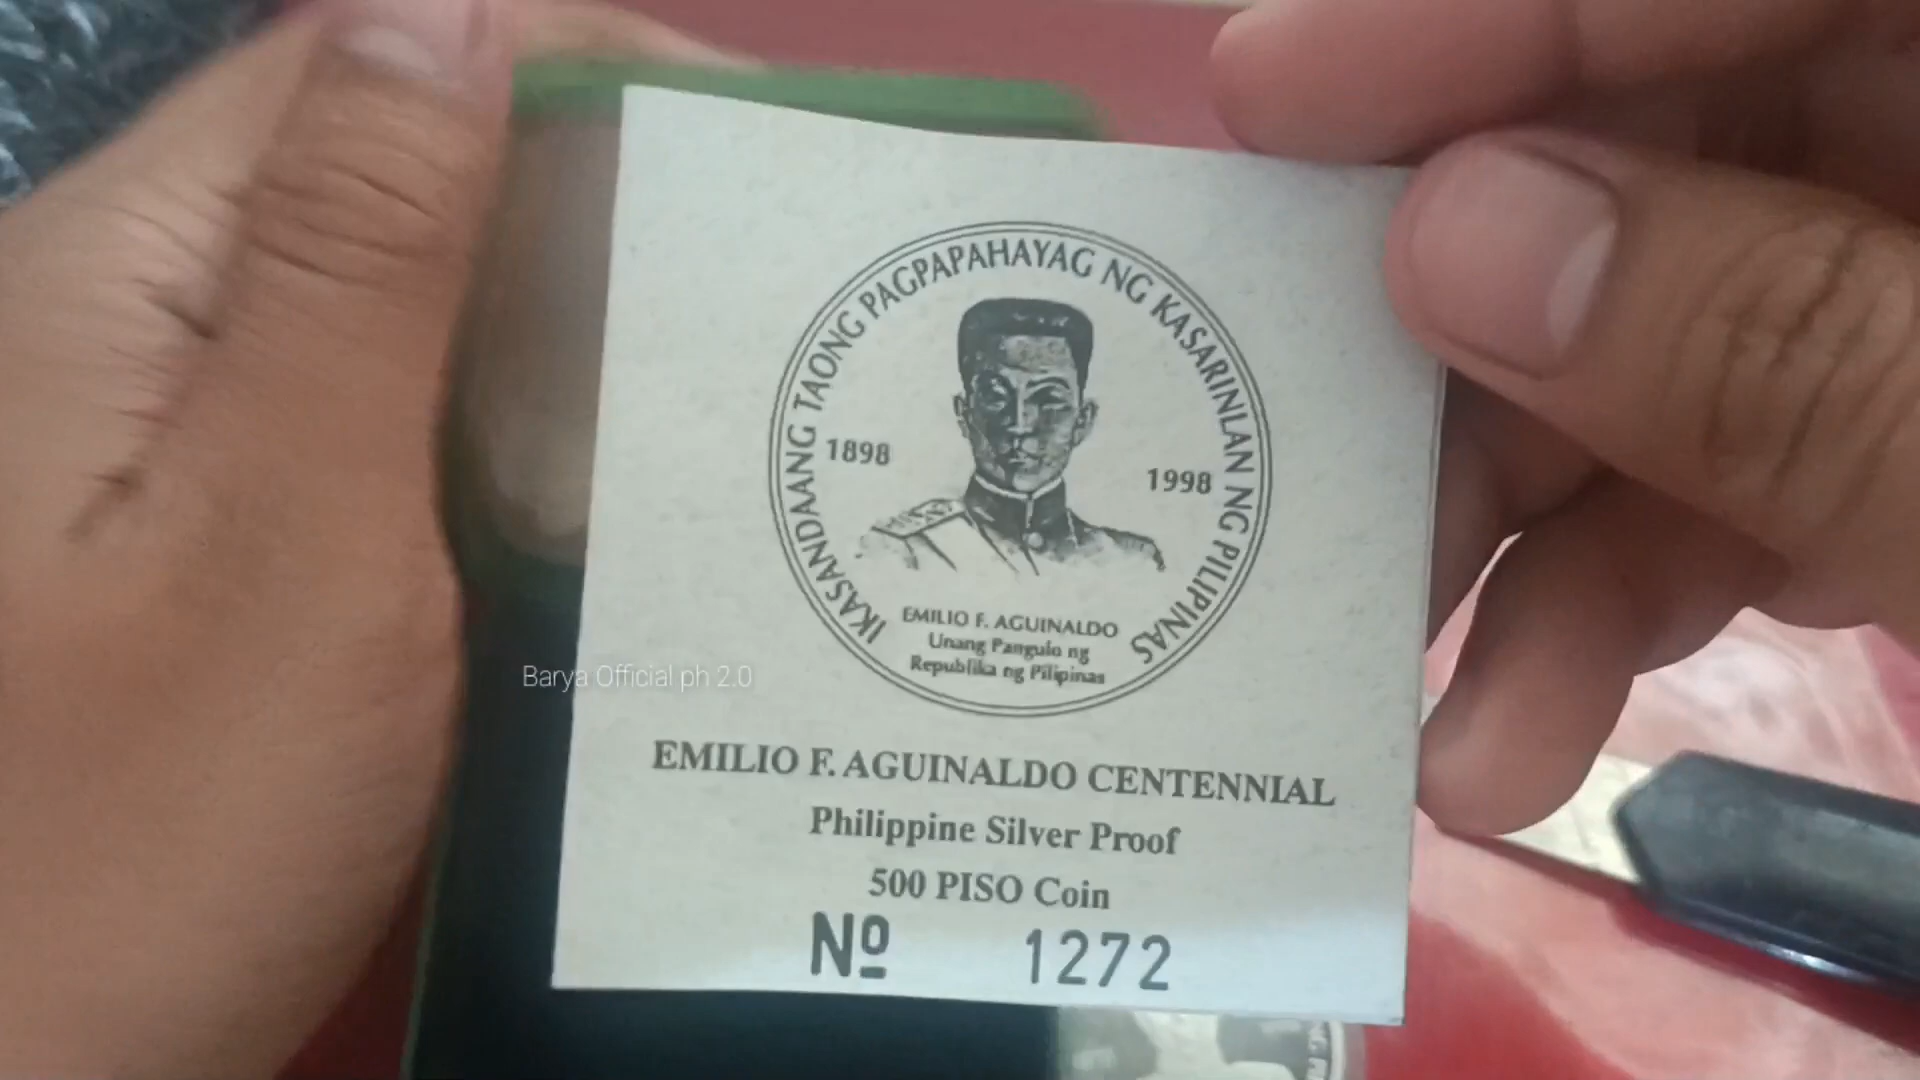 IKASANDAANG TAONG PAGPAPAHAYAG NG KASARINLAN NG PILIPINAS
1898
1998
EMILIO F. AGUINALDO
Unang Pangulo ng
Republika ng Pilipinas
Barya Official ph 2.0
EMILIO F. AGUINALDO CENTENNIAL
Philippine Silver Proof
500 PISO Coin
Nº 1272